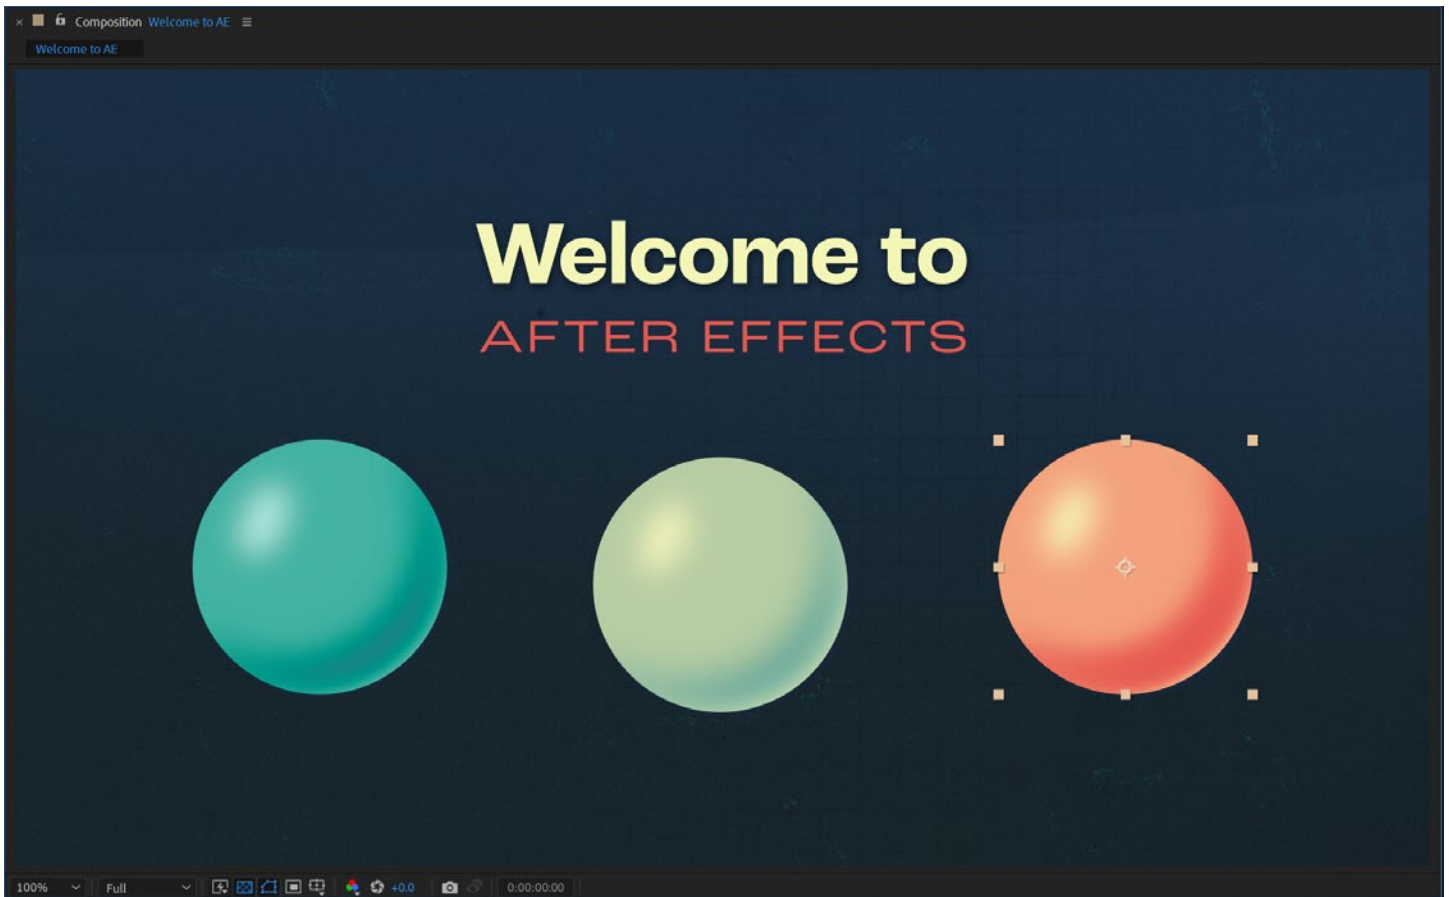 Composition Welcome to AE
Welcome to AE
Welcome to
AFTER EFFECTS
100% Full +0.0 0:00:00:00